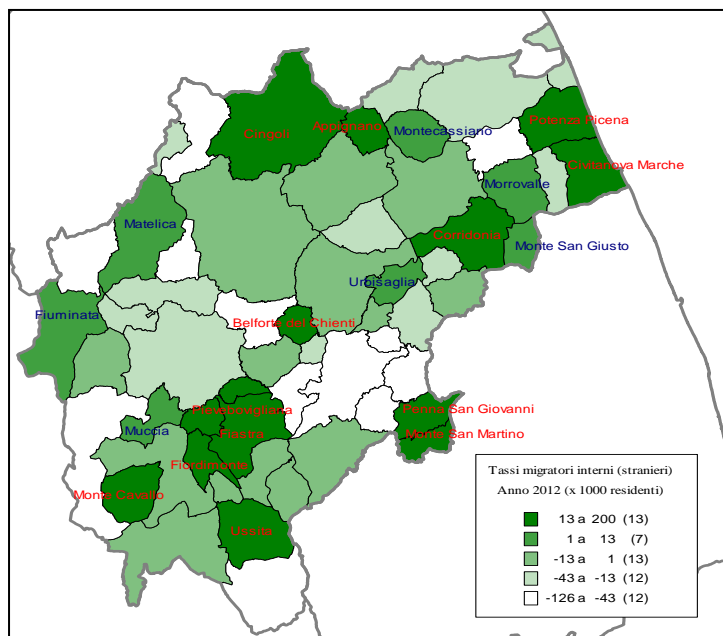 Cingoli
Appignano
Montecassiano
Potenza Picena
Civitanova Marche
Morrovalle
Matelica
Corridonia
Monte San Giusto
Urbisaglia
Fiuminata
Belforte del Chienti
Pievebovigliana
Penna San Giovanni
Muccia
Fiastra
Monte San Martino
Fiordimonte
Monte Cavallo
Ussita
Tassi migratori interni (stranieri)
Anno 2012 (x 1000 residenti)
13 a 200 (13)
1 a 13 (7)
-13 a 1 (13)
-43 a -13 (12)
-126 a -43 (12)